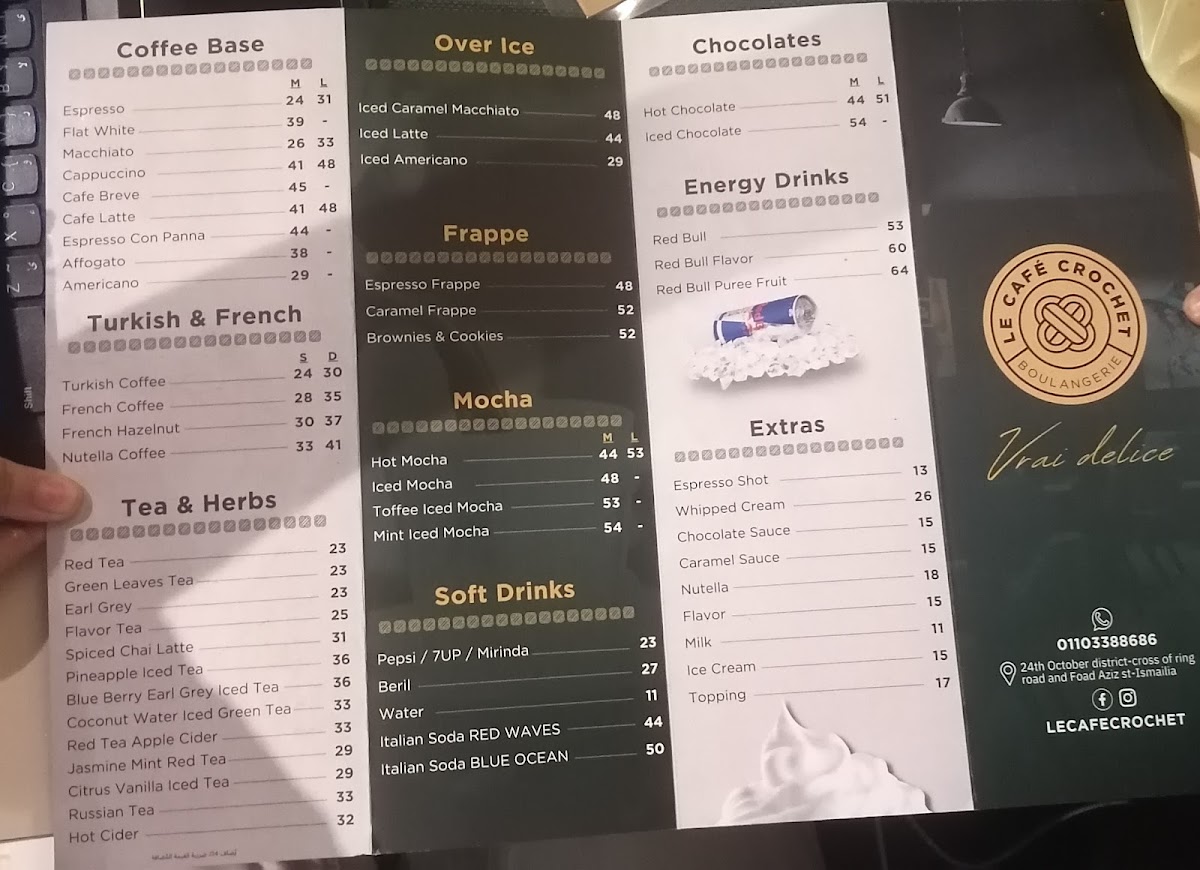 Coffee Base
M L
Espresso 24 31
Flat White 39 -
Macchiato 26 33
Cappuccino 41 48
Cafe Breve 45 -
Cafe Latte 41 48
Espresso Con Panna 44 -
Affogato 38 -
Americano 29 -
Turkish & French
S D
Turkish Coffee 24 30
French Coffee 28 35
French Hazelnut 30 37
Nutella Coffee 33 41
Tea & Herbs
Red Tea 23
Green Leaves Tea 23
Earl Grey 23
Flavor Tea 25
Spiced Chai Latte 31
Pineapple Iced Tea 36
Blue Berry Earl Grey Iced Tea 36
Coconut Water Iced Green Tea 33
Red Tea Apple Cider 33
Jasmine Mint Red Tea 29
Citrus Vanilla Iced Tea 29
Russian Tea 33
Hot Cider 32
Over Ice
Iced Caramel Macchiato 48
Iced Latte 44
Iced Americano 29
Frappe
Espresso Frappe 48
Caramel Frappe 52
Brownies & Cookies 52
Mocha
M L
Hot Mocha 44 53
Iced Mocha 48 -
Toffee Iced Mocha 53 -
Mint Iced Mocha 54 -
Soft Drinks
Pepsi / 7UP / Mirinda 23
Beril 27
Water 11
Italian Soda RED WAVES 44
Italian Soda BLUE OCEAN 50
Chocolates
M L
Hot Chocolate 44 51
Iced Chocolate 54 -
Energy Drinks
Red Bull 53
Red Bull Flavor 60
Red Bull Puree Fruit 64
Extras
Espresso Shot 13
Whipped Cream 26
Chocolate Sauce 15
Caramel Sauce 15
Nutella 18
Flavor 15
Milk 11
Ice Cream 15
Topping 17
LE CAFÉ CROCHET
BOULANGERIE
Vrai delice
01103388686
24th October district-cross of ring
road and Foad Aziz st-Ismailia
LECAFECROCHET
C
X
Z
Shift